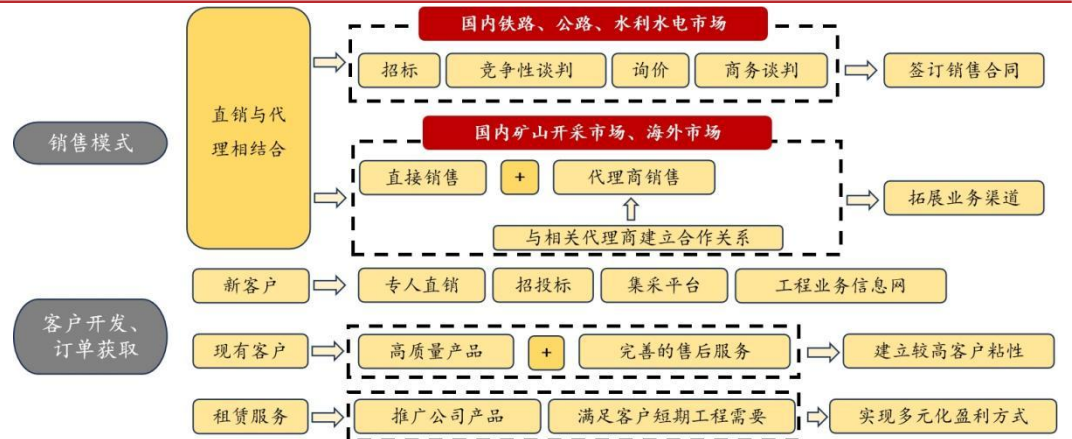 国内铁路、公路、水利水电市场
招标
竞争性谈判
询价
商务谈判
签订销售合同
直销与代
理相结合
销售模式
国内矿山开采市场、海外市场
直接销售
+
代理商销售
拓展业务渠道
与相关代理商建立合作关系
新客户
专人直销
招投标
集采平台
工程业务信息网
客户开发、
订单获取
现有客户
高质量产品
+
完善的售后服务
建立较高客户粘性
租赁服务
推广公司产品
满足客户短期工程需要
实现多元化盈利方式